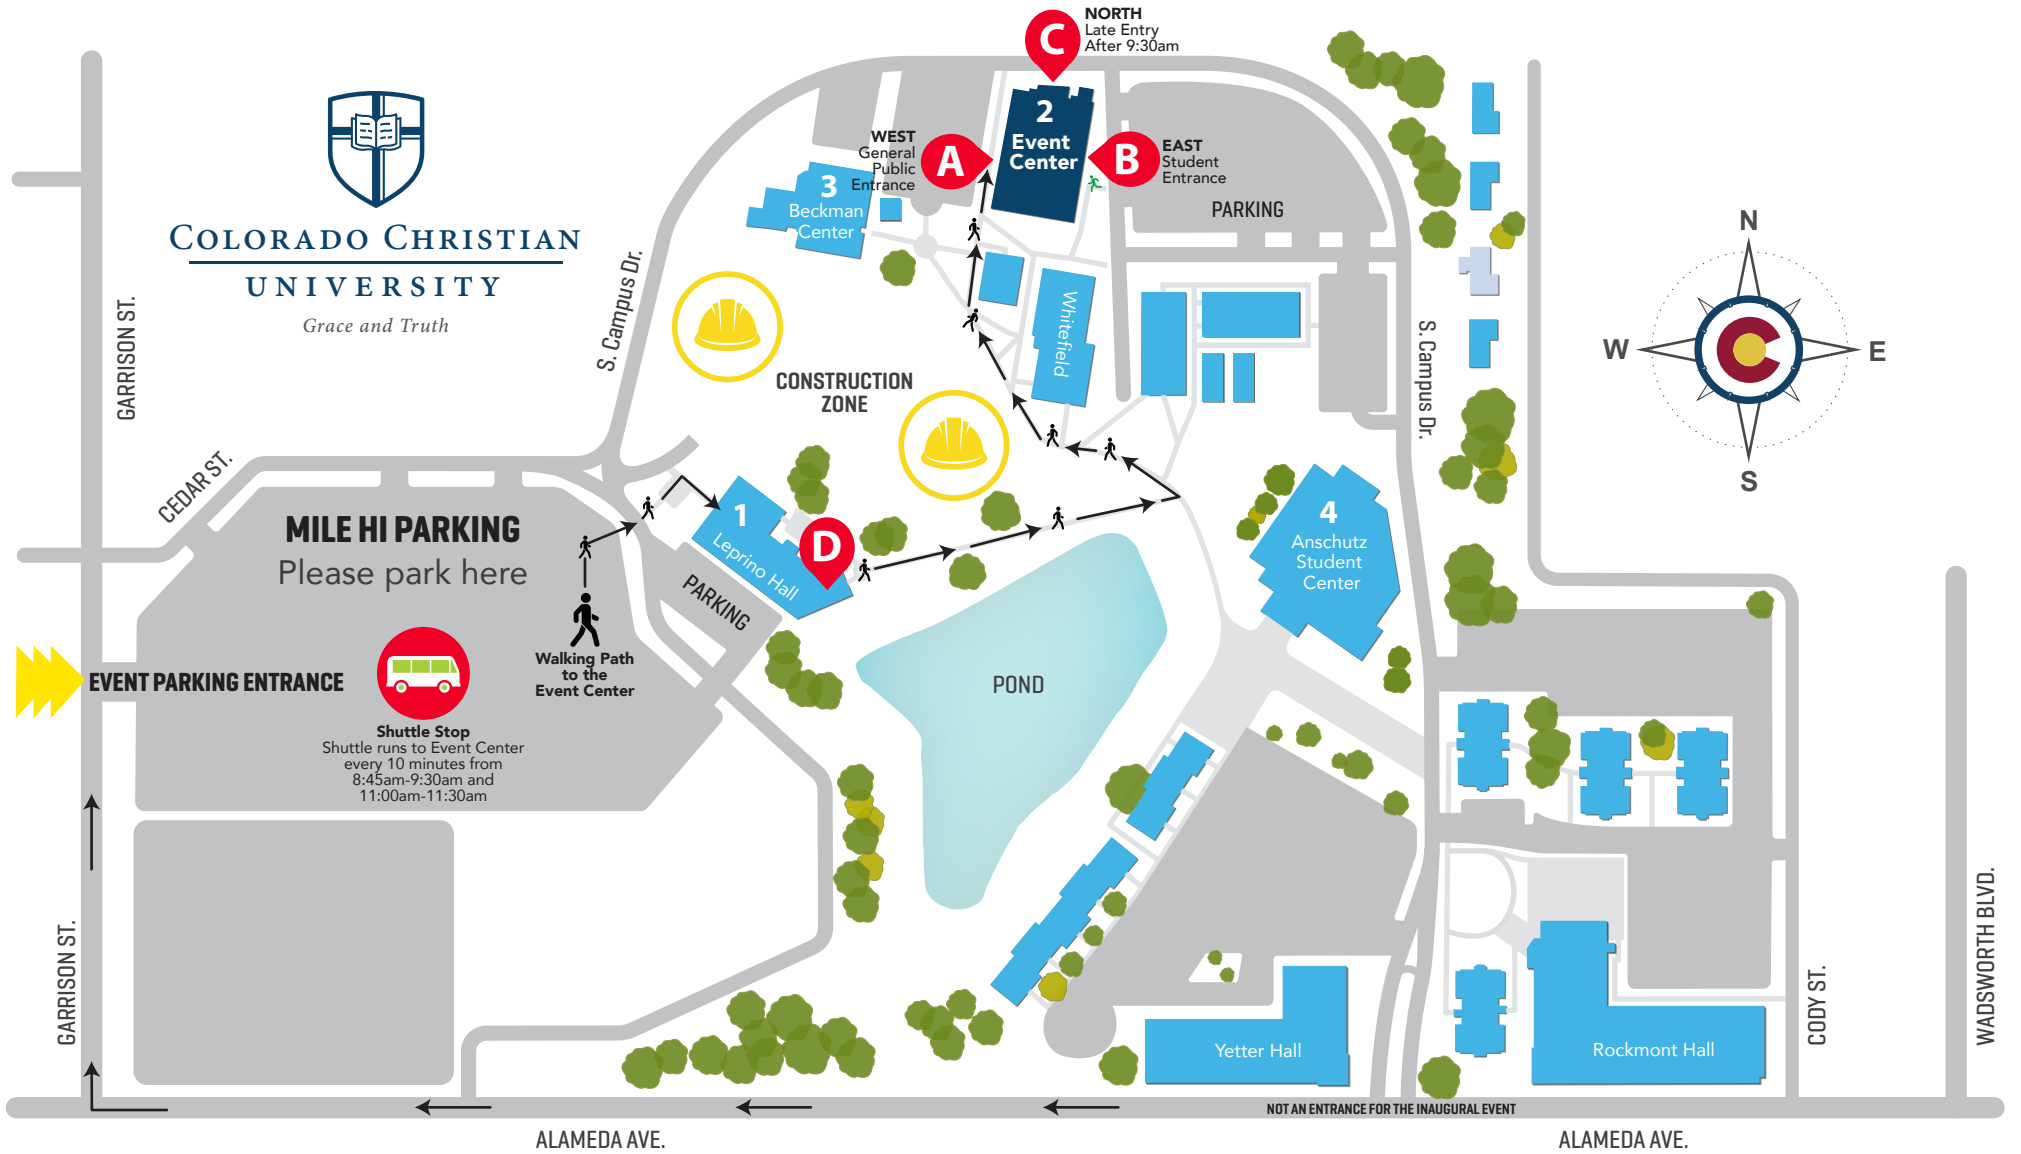 C
NORTH
Late Entry
After 9:30am
2
Event
Center
WEST
General
Public
Entrance
A
B
EAST
Student
Entrance
PARKING
3
Beckman
Center
COLORADO CHRISTIAN
UNIVERSITY
Grace and Truth
GARRISON ST.
S. Campus Dr.
CONSTRUCTION
ZONE
Whitefield
S. Campus Dr.
N
W
E
S
CEDAR ST.
MILE HI PARKING
Please park here
1
Leprino Hall
D
PARKING
4
Anschutz
Student
Center
EVENT PARKING ENTRANCE
Walking Path
to the
Event Center
Shuttle Stop
Shuttle runs to Event Center
every 10 minutes from
8:45am-9:30am and
11:00am-11:30am
POND
GARRISON ST.
Yetter Hall
Rockmont Hall
CODY ST.
WADSWORTH BLVD.
NOT AN ENTRANCE FOR THE INAUGURAL EVENT
ALAMEDA AVE.
ALAMEDA AVE.